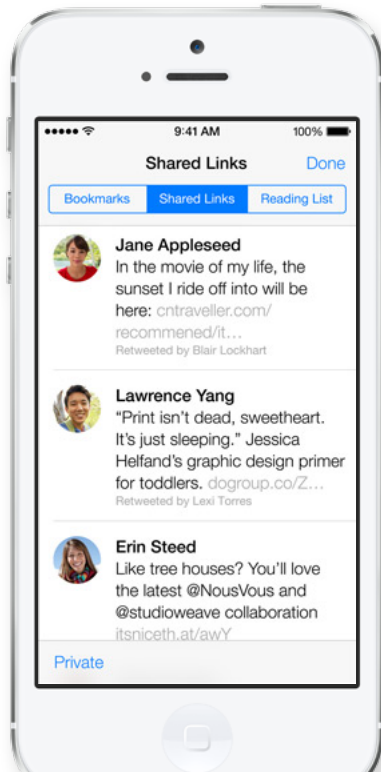 9:41 AM 100%
Shared Links Done
Bookmarks Shared Links Reading List
Jane Appleseed
In the movie of my life, the
sunset I ride off into will be
here: cntraveller.com/
recommened/it…
Retweeted by Blair Lockhart
Lawrence Yang
“Print isn’t dead, sweetheart.
It’s just sleeping.” Jessica
Helfand’s graphic design primer
for toddlers. dogroup.co/Z…
Retweeted by Lexi Torres
Erin Steed
Like tree houses? You’ll love
the latest @NousVous and
@studioweave collaboration
itsniceth.at/awY
Private